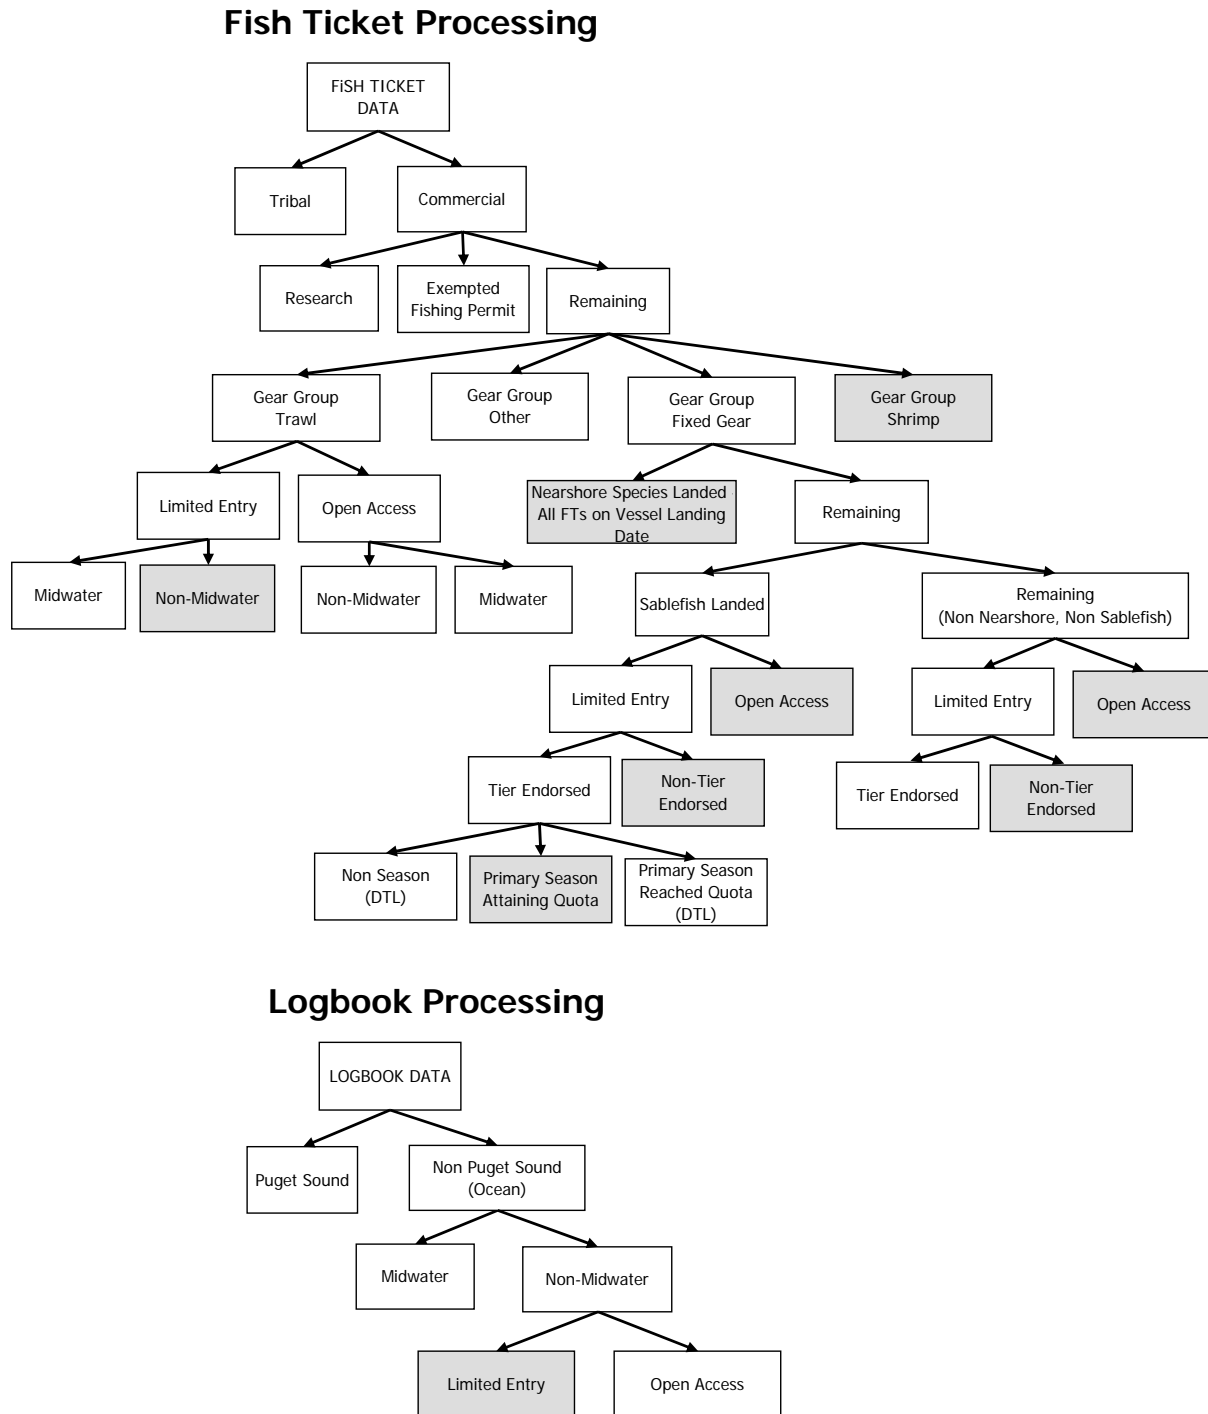 Fish Ticket Processing
FiSH TICKET
DATA
Tribal
Commercial
Research
Exempted
Fishing Permit
Remaining
Gear Group
Trawl
Gear Group
Other
Gear Group
Fixed Gear
Gear Group
Shrimp
Limited Entry
Open Access
Nearshore Species Landed
All FTs on Vessel Landing
Date
Remaining
Midwater
Non-Midwater
Non-Midwater
Midwater
Sablefish Landed
Remaining
(Non Nearshore, Non Sablefish)
Limited Entry
Open Access
Limited Entry
Open Access
Tier Endorsed
Non-Tier
Endorsed
Tier Endorsed
Non-Tier
Endorsed
Non Season
(DTL)
Primary Season
Attaining Quota
Primary Season
Reached Quota
(DTL)
Logbook Processing
LOGBOOK DATA
Puget Sound
Non Puget Sound
(Ocean)
Midwater
Non-Midwater
Limited Entry
Open Access